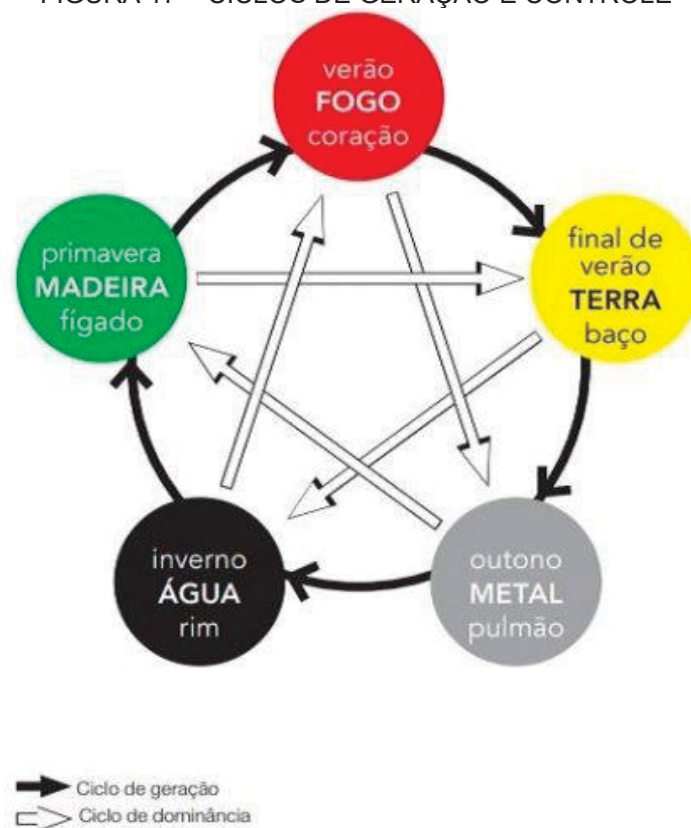 verão
FOGO
coração
primavera
MADEIRA
fígado
final de
verão
TERRA
baço
inverno
ÁGUA
rim
outono
METAL
pulmão
Ciclo de geração
Ciclo de dominância